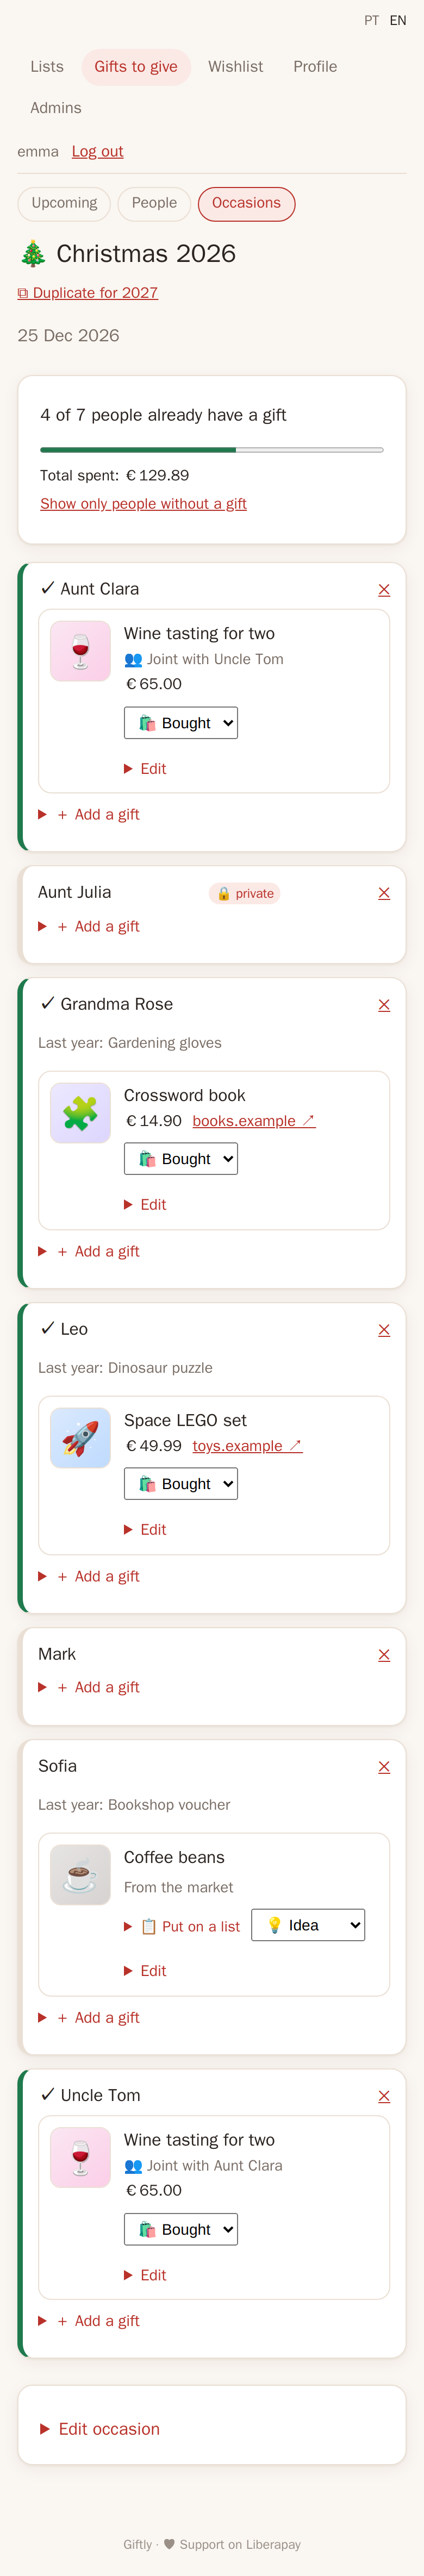 PT EN
Lists Gifts to give Wishlist Profile
Admins
emma Log out
Upcoming People Occasions
🎄 Christmas 2026
⧉ Duplicate for 2027
25 Dec 2026
4 of 7 people already have a gift
Total spent: €129.89
Show only people without a gift
✓ Aunt Clara ×
Wine tasting for two
👥 Joint with Uncle Tom
€65.00
🛍️ Bought
▶ Edit
▶ + Add a gift
Aunt Julia 🔒 private ×
▶ + Add a gift
✓ Grandma Rose ×
Last year: Gardening gloves
Crossword book
€14.90 books.example ↗
🛍️ Bought
▶ Edit
▶ + Add a gift
✓ Leo ×
Last year: Dinosaur puzzle
Space LEGO set
€49.99 toys.example ↗
🛍️ Bought
▶ Edit
▶ + Add a gift
Mark ×
▶ + Add a gift
Sofia ×
Last year: Bookshop voucher
Coffee beans
From the market
▶ 📋 Put on a list 💡 Idea
▶ Edit
▶ + Add a gift
✓ Uncle Tom ×
Wine tasting for two
👥 Joint with Aunt Clara
€65.00
🛍️ Bought
▶ Edit
▶ + Add a gift
▶ Edit occasion
Giftly · ♥ Support on Liberapay